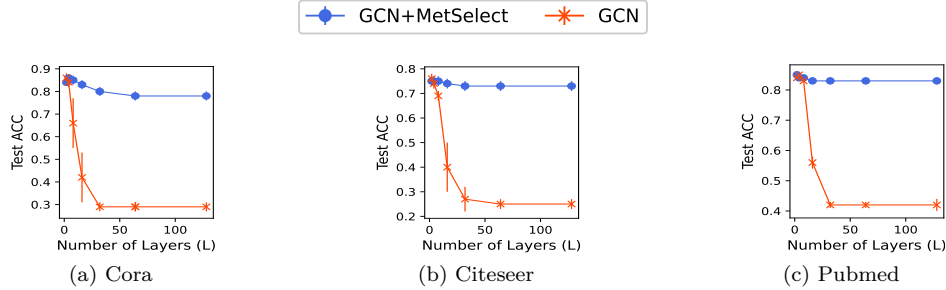 GCN+MetSelect GCN
0.9
0.8
0.7
0.6
0.5
0.4
0.3
Test ACC
0 50 100
Number of Layers (L)
(a) Cora
0.8
0.7
0.6
0.5
0.4
0.3
0.2
Test ACC
0 50 100
Number of Layers (L)
(b) Citeseer
0.8
0.7
0.6
0.5
0.4
Test ACC
0 50 100
Number of Layers (L)
(c) Pubmed